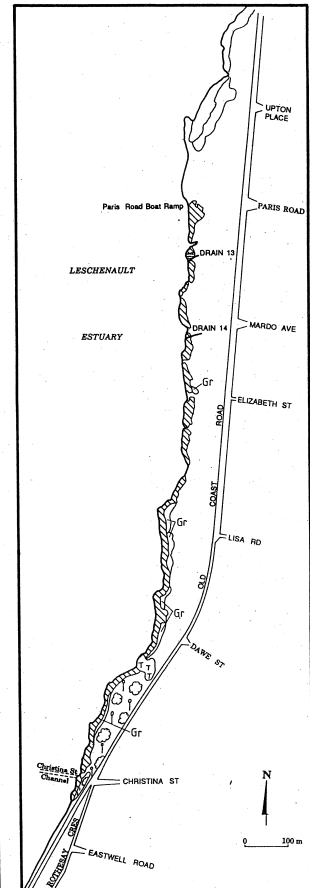 UPTON
PLACE
Paris Road Boat Ramp
PARIS ROAD
DRAIN 13
LESCHENAULT
DRAIN 14
MARDO AVE
ESTUARY
Gr
ELIZABETH ST
OLD COAST ROAD
Gr
LISA RD
Gr
DAWE ST
T
T
T
Gr
Christina St
Channel
CHRISTINA ST
N
ROTHESAY CRES
EASTWELL ROAD
0 100 m